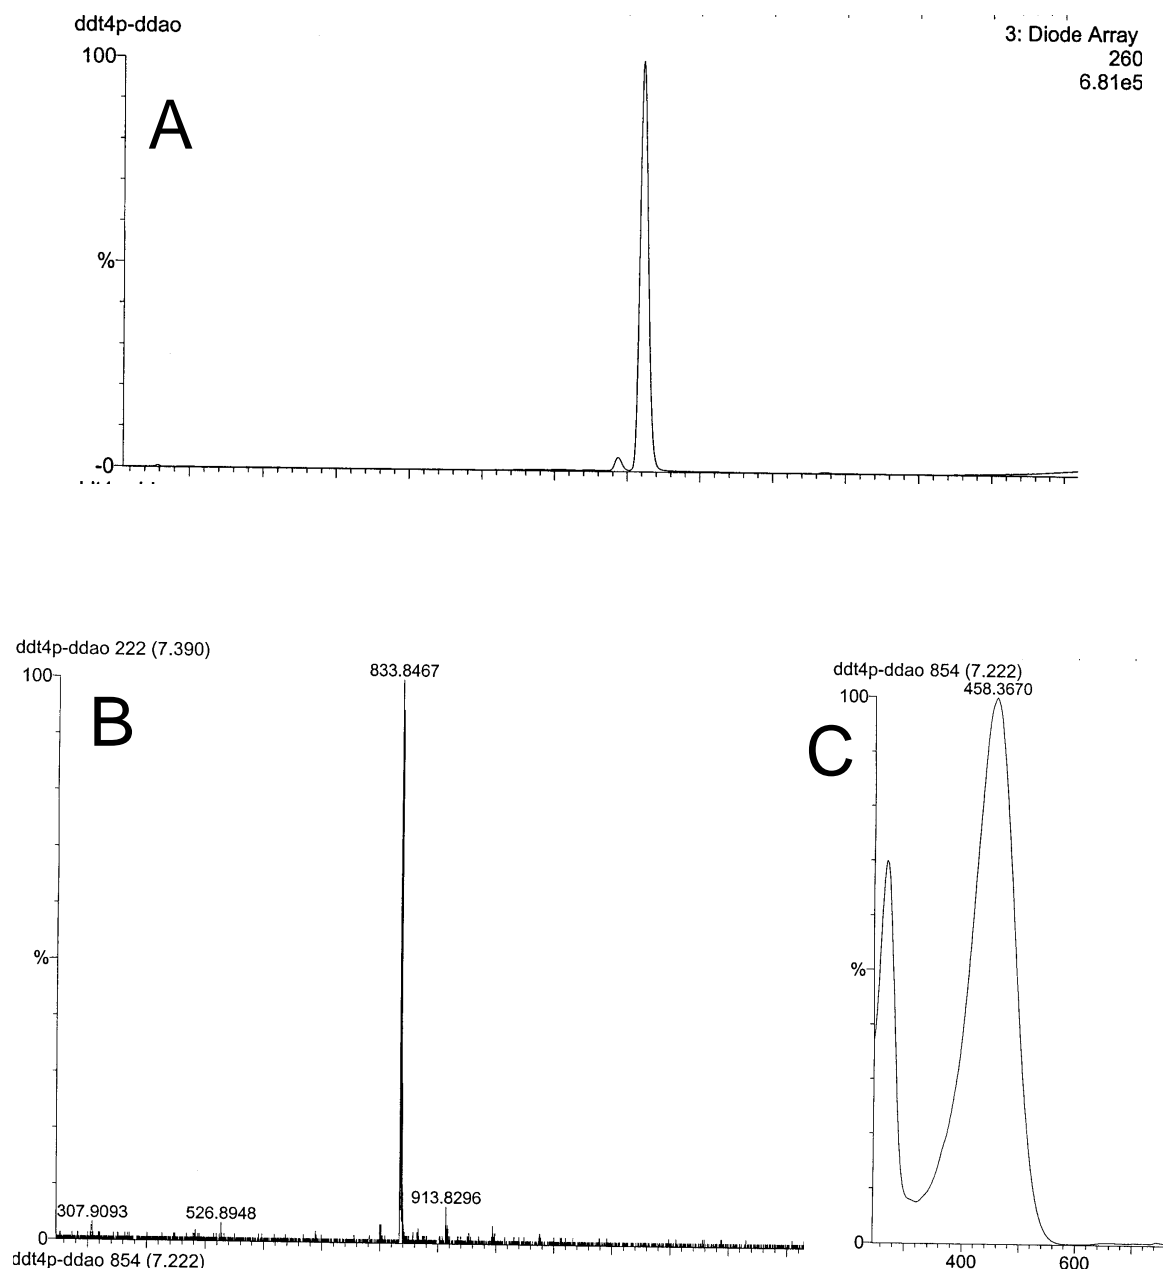 ddt4p-ddao
3: Diode Array
260
6.81e5
100
A
%
-0
ddt4p-ddao 222 (7.390)
100
833.8467
B
%
307.9093
526.8948
913.8296
0
ddt4p-ddao 854 (7.222)
ddt4p-ddao 854 (7.222)
458.3670
100
C
%
0
400
600